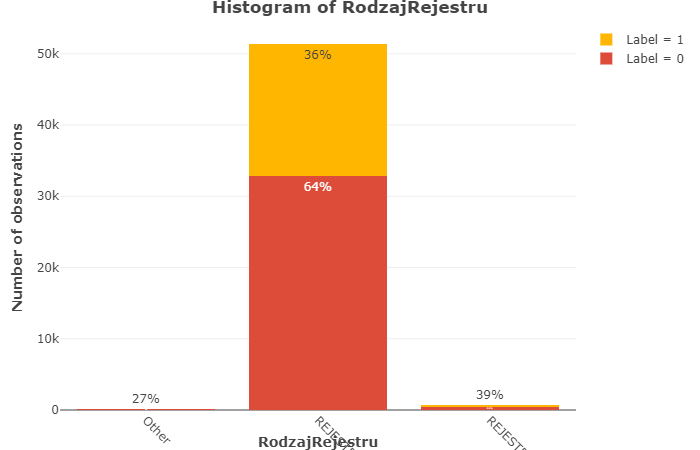 Histogram of RodzajRejestru
Label = 1
Label = 0
Number of observations
50k
40k
30k
20k
10k
0
36%
64%
27%
39%
Other
RodzajRejestru